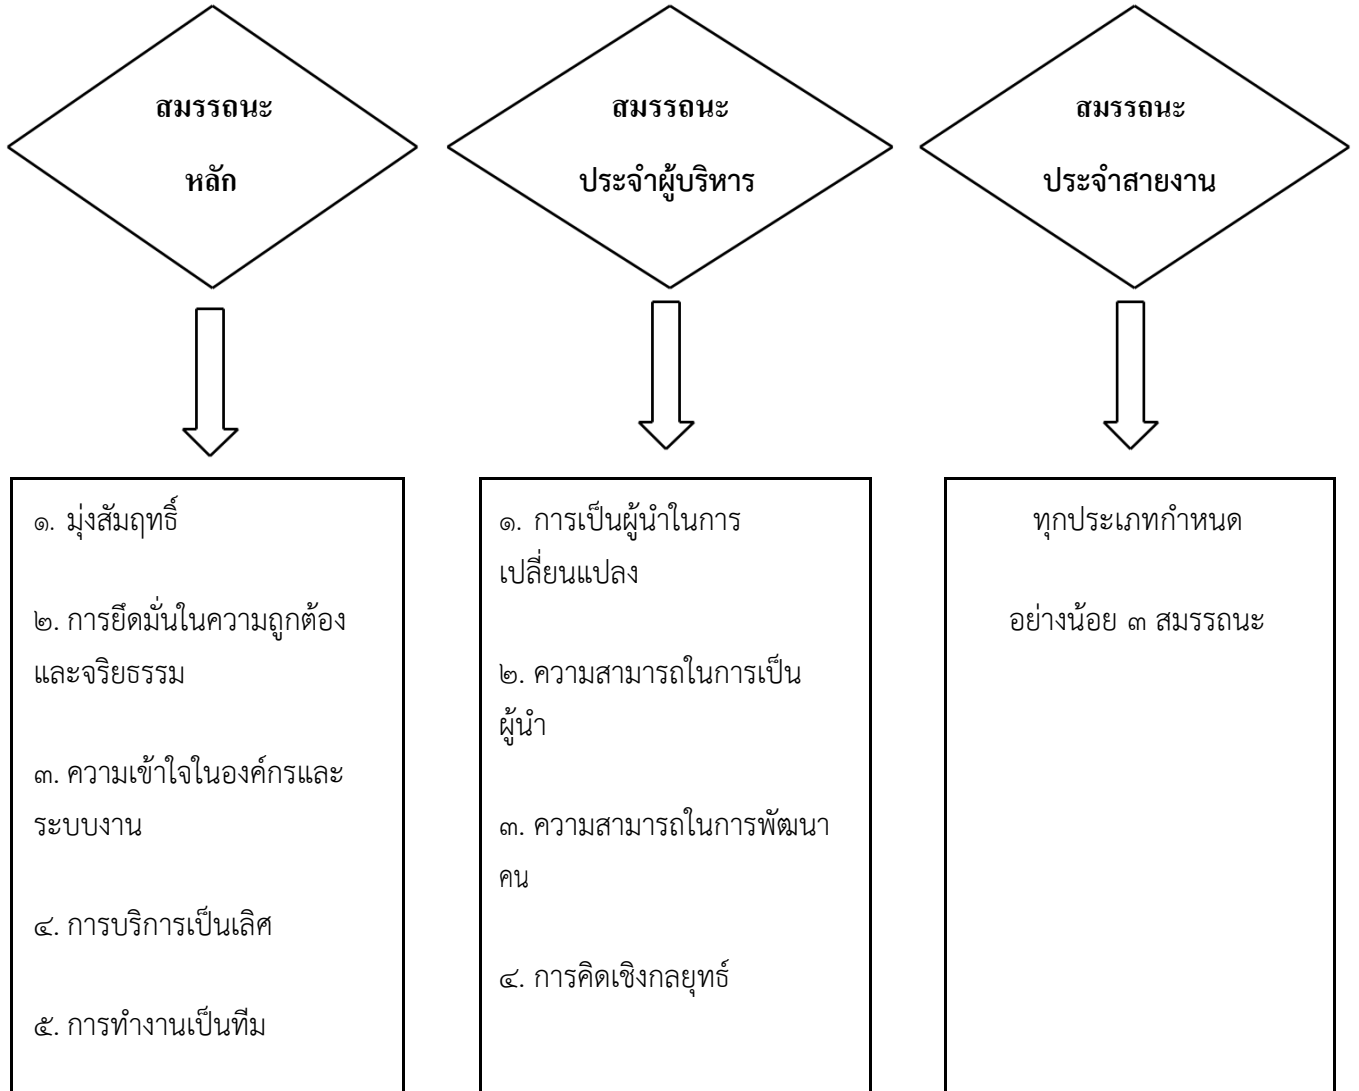 สมรรถนะ
หลัก
สมรรถนะ
ประจำผู้บริหาร
สมรรถนะ
ประจำสายงาน
๑. มุ่งสัมฤทธิ์
๒. การยึดมั่นในความถูกต้อง
และจริยธรรม
๓. ความเข้าใจในองค์กรและ
ระบบงาน
๔. การบริการเป็นเลิศ
๕. การทำงานเป็นทีม
๑. การเป็นผู้นำในการ
เปลี่ยนแปลง
๒. ความสามารถในการเป็น
ผู้นำ
๓. ความสามารถในการพัฒนา
คน
๔. การคิดเชิงกลยุทธ์
ทุกประเภทกำหนด
อย่างน้อย ๓ สมรรถนะ